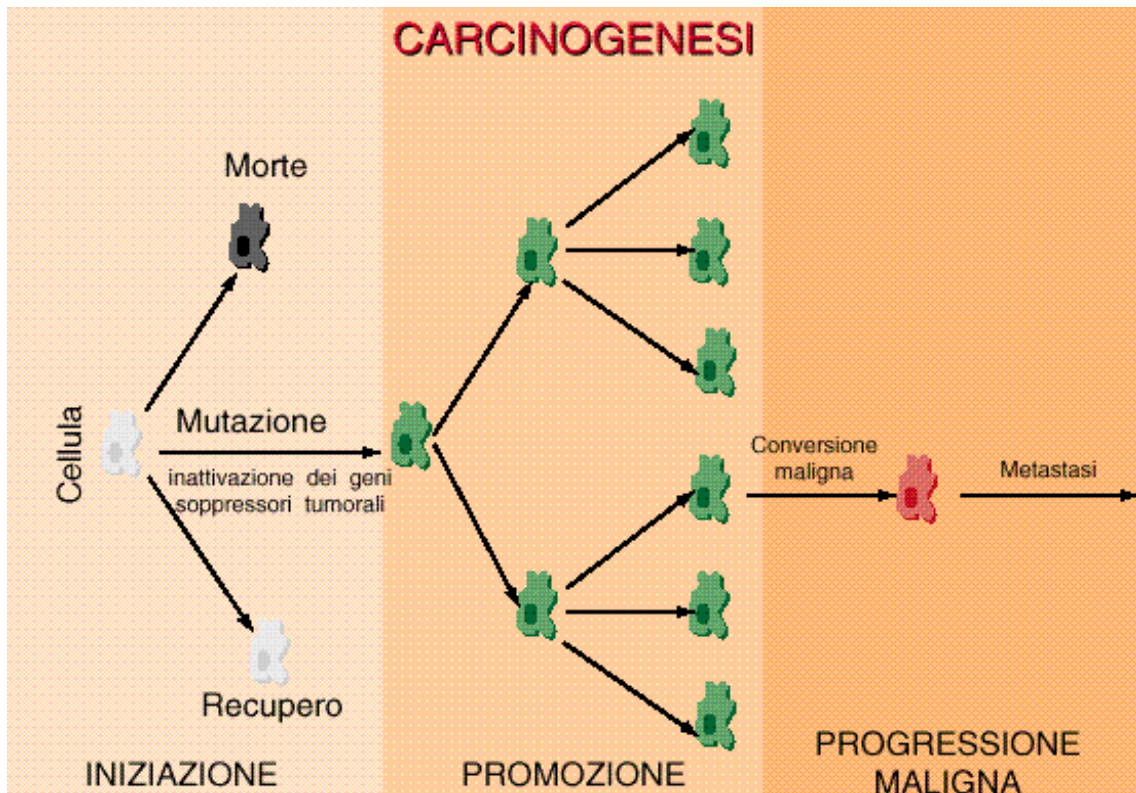 CARCINOGENESI
Morte
Cellula
Mutazione
inattivazione dei geni
soppressori tumorali
Recupero
Conversione
maligna
Metastasi
INIZIAZIONE
PROMOZIONE
PROGRESSIONE
MALIGNA